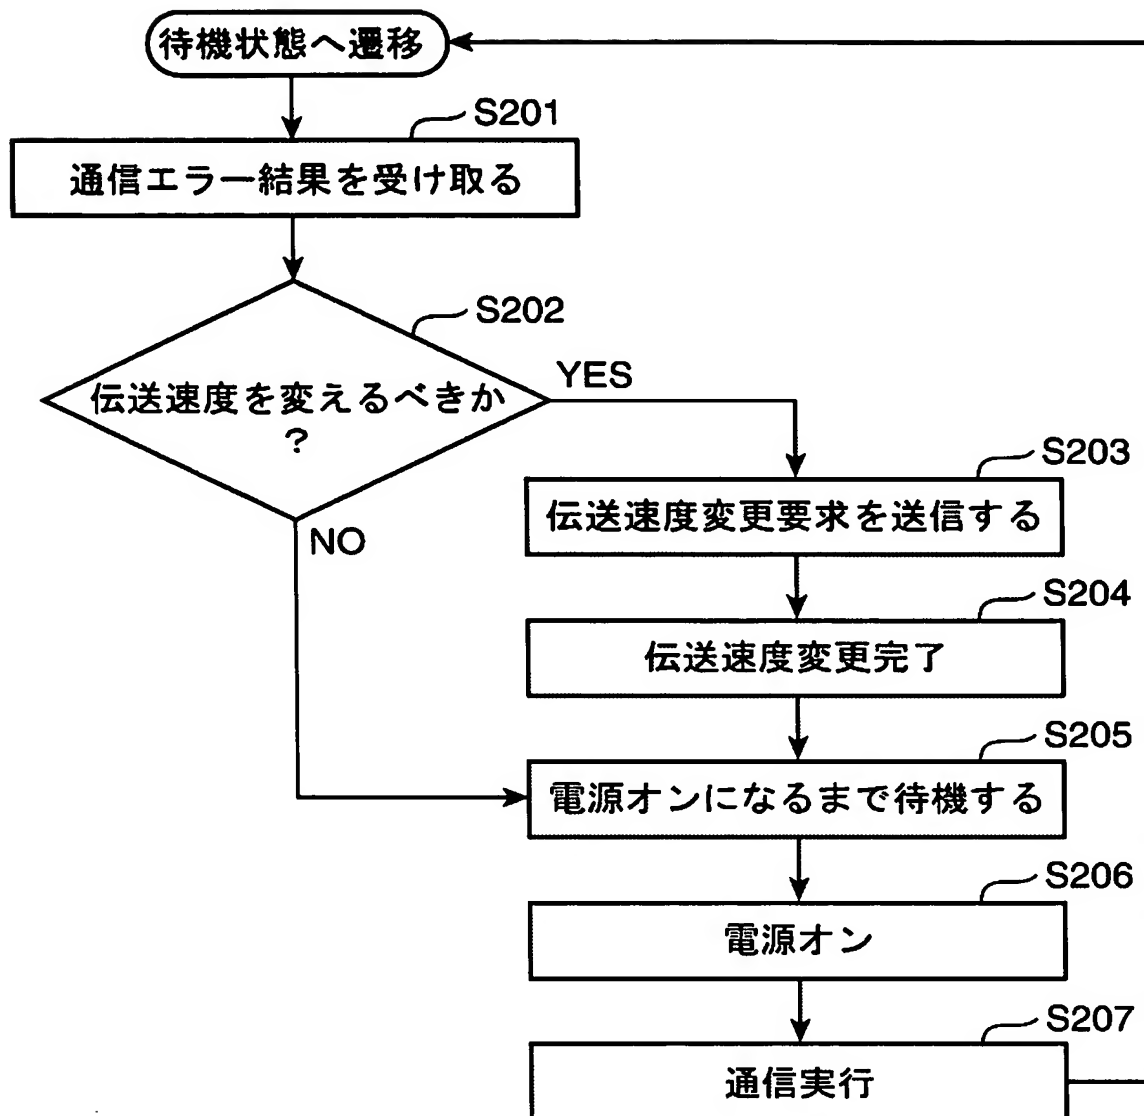 待機状態へ遷移
S201
通信エラー結果を受け取る
S202
伝送速度を変えるべきか
?
YES
NO
S203
伝送速度変更要求を送信する
S204
伝送速度変更完了
S205
電源オンになるまで待機する
S206
電源オン
S207
通信実行